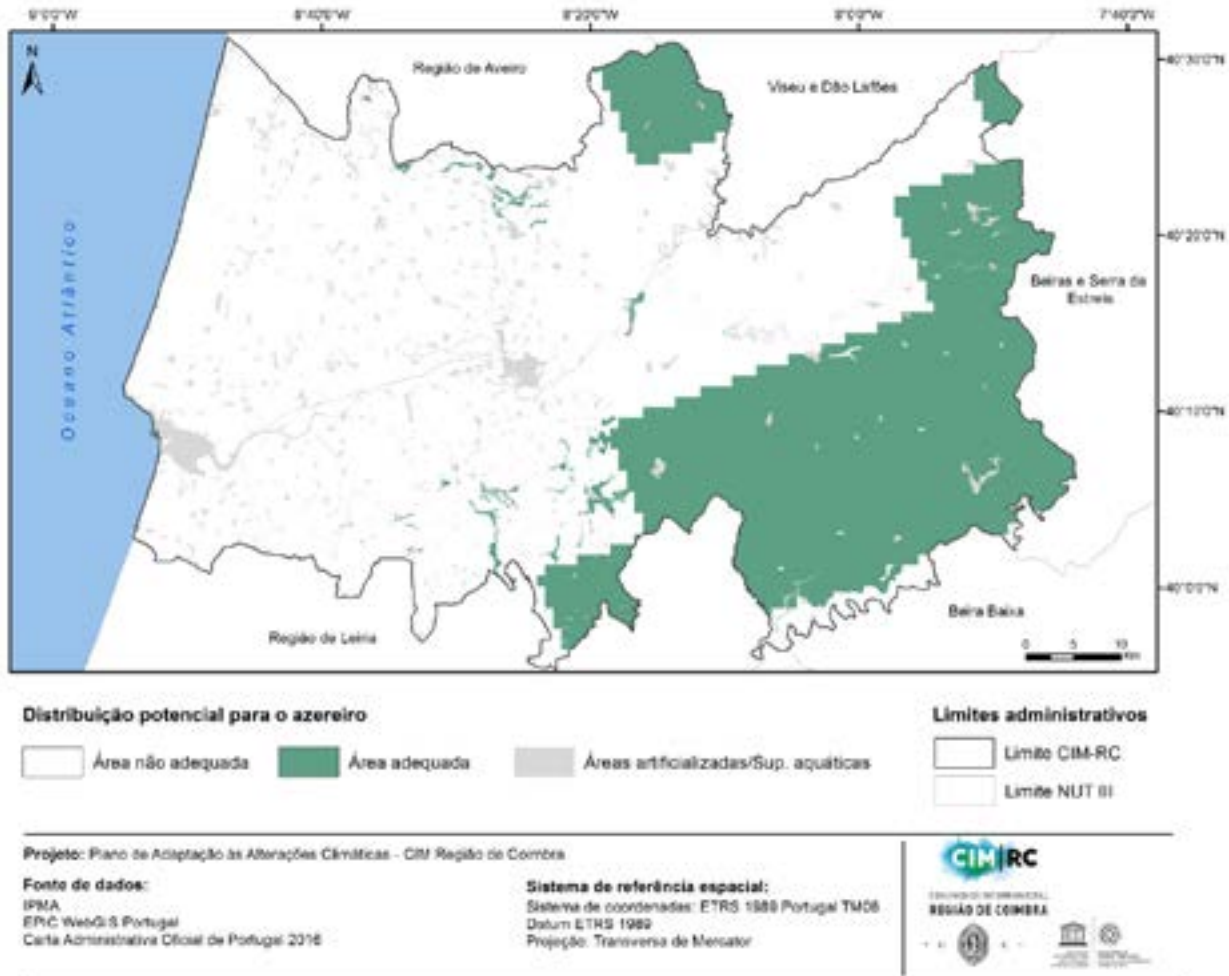 9°0'0"W 8°40'0"W 8°20'0"W 8°0'0"W 7°40'0"W
N
Região de Aveiro
Viseu e Dão Lafões
40°30'0"N
40°20'0"N
Beiras e Serra da
Estrela
Oceano Atlântico
40°10'0"N
40°0'0"N
Beira Baixa
Região de Leiria
0 5 10
Km
Distribuição potencial para o azereiro
Área não adequada
Área adequada
Áreas artificializadas/Sup. aquáticas
Limites administrativos
Limite CIM-RC
Limite NUT III
Projeto: Plano de Adaptação às Alterações Climáticas - CIM Região de Coimbra
Fonte de dados:
IPMA
EPIC WebGIS Portugal
Carta Administrativa Oficial de Portugal 2016
Sistema de referência espacial:
Sistema de coordenadas: ETRS 1989 Portugal TM06
Datum ETRS 1989
Projeção: Transversa de Mercator
CIM|RC
COMUNIDADE INTERMUNICIPAL
REGIÃO DE COIMBRA